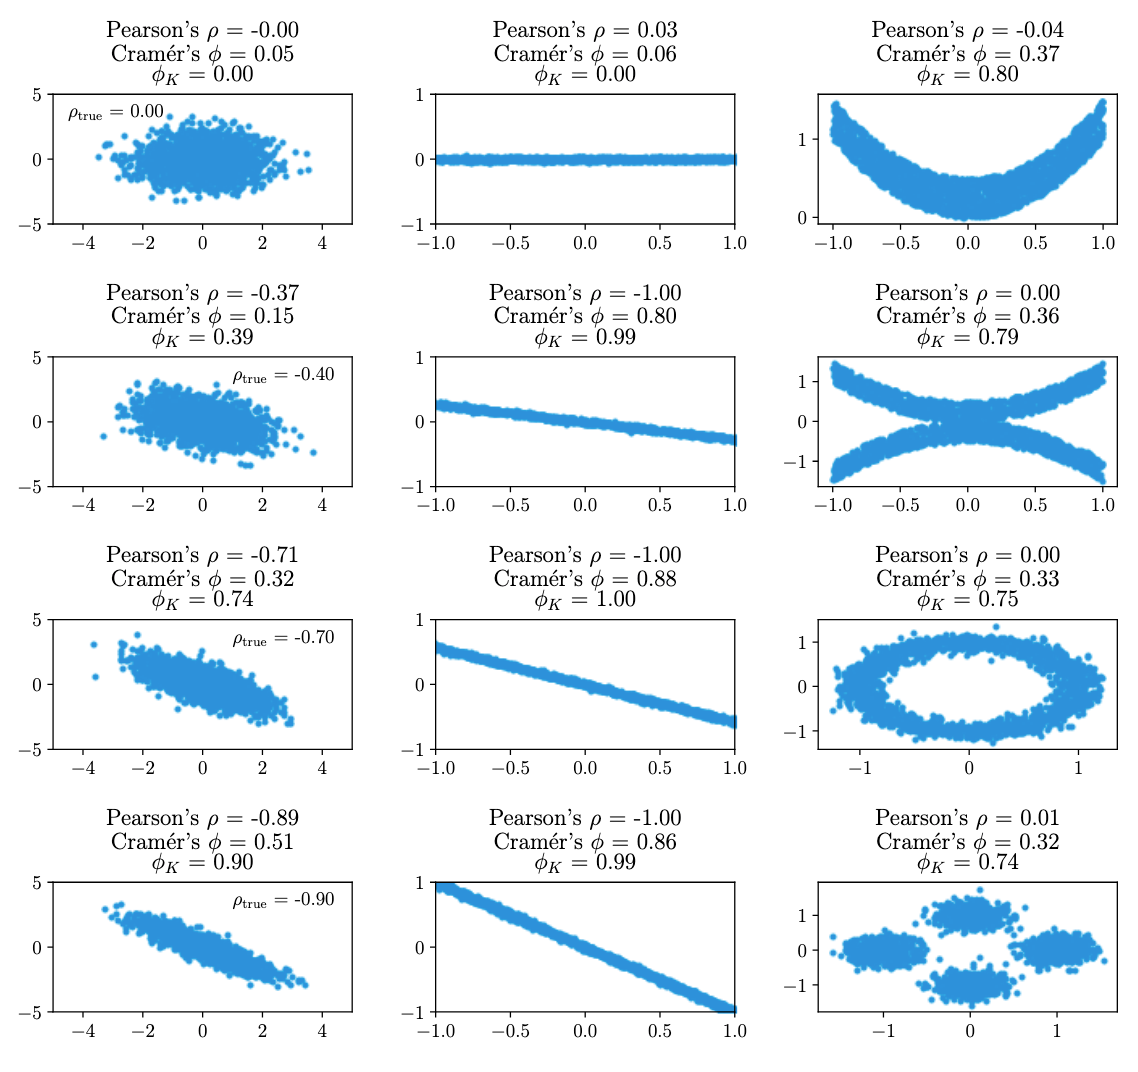 Pearson's ρ = -0.00
Cramér's ϕ = 0.05
ϕ_K = 0.00
ρ_true = 0.00
5
0
−5
−4 −2 0 2 4
Pearson's ρ = 0.03
Cramér's ϕ = 0.06
ϕ_K = 0.00
1
0
−1
−1.0 −0.5 0.0 0.5 1.0
Pearson's ρ = -0.04
Cramér's ϕ = 0.37
ϕ_K = 0.80
1
0
−1.0 −0.5 0.0 0.5 1.0
Pearson's ρ = -0.37
Cramér's ϕ = 0.15
ϕ_K = 0.39
ρ_true = -0.40
5
0
−5
−4 −2 0 2 4
Pearson's ρ = -1.00
Cramér's ϕ = 0.80
ϕ_K = 0.99
1
0
−1
−1.0 −0.5 0.0 0.5 1.0
Pearson's ρ = 0.00
Cramér's ϕ = 0.36
ϕ_K = 0.79
1
0
−1
−1.0 −0.5 0.0 0.5 1.0
Pearson's ρ = -0.71
Cramér's ϕ = 0.32
ϕ_K = 0.74
ρ_true = -0.70
5
0
−5
−4 −2 0 2 4
Pearson's ρ = -1.00
Cramér's ϕ = 0.88
ϕ_K = 1.00
1
0
−1
−1.0 −0.5 0.0 0.5 1.0
Pearson's ρ = 0.00
Cramér's ϕ = 0.33
ϕ_K = 0.75
1
0
−1
−1 0 1
Pearson's ρ = -0.89
Cramér's ϕ = 0.51
ϕ_K = 0.90
ρ_true = -0.90
5
0
−5
−4 −2 0 2 4
Pearson's ρ = -1.00
Cramér's ϕ = 0.86
ϕ_K = 0.99
1
0
−1
−1.0 −0.5 0.0 0.5 1.0
Pearson's ρ = 0.01
Cramér's ϕ = 0.32
ϕ_K = 0.74
1
0
−1
−1 0 1